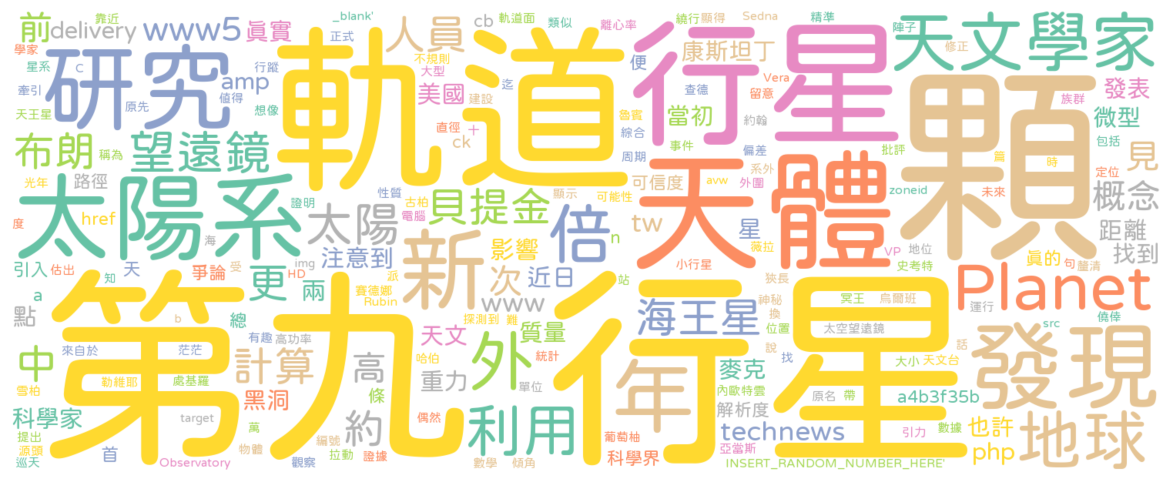 前 靠近 delivery www5 真實 _blank' 正式 cb 軌道面 類似 離心率 繞行 顯得 Sedna 精準 陣子
學家 星系 C 研究 行蹤 amp 值得 人員 不規則 大型 便 康斯坦丁 天文學家 修正
牽引 原先 想像 軌道 美國 建設 迄 行星 查德 Vera 留意 族群 發表
天王星 布朗 稱為 望遠鏡 直徑 十 ck 魯賓 當初 約翰 綜合 事件 偏差 批評 顆 微型 包括 篇 時
光年 路徑 證明 性質 周期 系外 外圍 天體 可信度 zoneid 未來 定位 見
度 太陽系 href 太陽 古柏 電腦 貝提金 顯示 可能性 avw 倍 tw 星 薇拉 VP 地位 概念
海 注意到 影響 n 小行星 史考特 距離 真的 句 釐清 找到
引入 估出 知 天 爭論 受 img HD 派 新 次 近日 站 狹長 冥王 烏爾班
a 更 兩 賽德娜 Rubin www 探測到 難 海王星 神秘 換 位置 太空望遠鏡 運行 Planet
點 總 b 有趣 高功率 天文 質量 說 src 僥倖
來自於 茫茫 第九行星 哈伯 統計 外 年 找 大小 天文台 話 發現
中 計算 高 重力 單位 麥克 內歐特雲
雪柏 勒維耶 處基羅 黑洞 條 原名 帶 a4b3f35b
科學家 target 約 偶然 利用 解析度 引力 數據 也許 地球
提出 萬 編號 葡萄柚 technews php
源頭 首 物體 拉動 證據 科學界 亞當斯
巡天 Observatory 觀察 數學 傾角 INSERT_RANDOM_NUMBER_HERE'